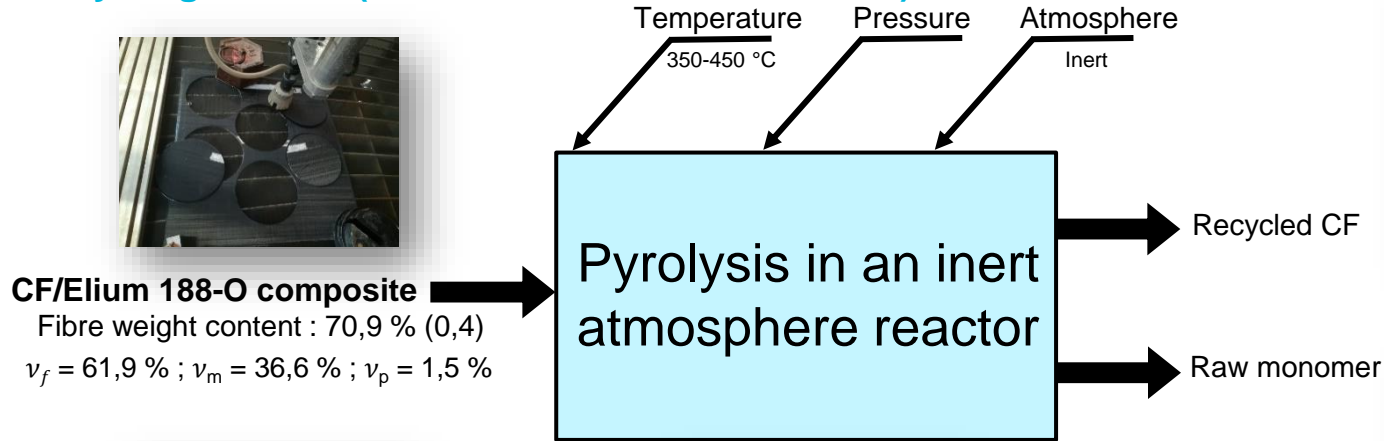 Temperature
350-450 °C
Pressure
Atmosphere
Inert
CF/Elium 188-O composite
Fibre weight content : 70,9 % (0,4)
𝜈f = 61,9 % ; 𝜈m = 36,6 % ; 𝜈p = 1,5 %
Pyrolysis in an inert
atmosphere reactor
Recycled CF
Raw monomer